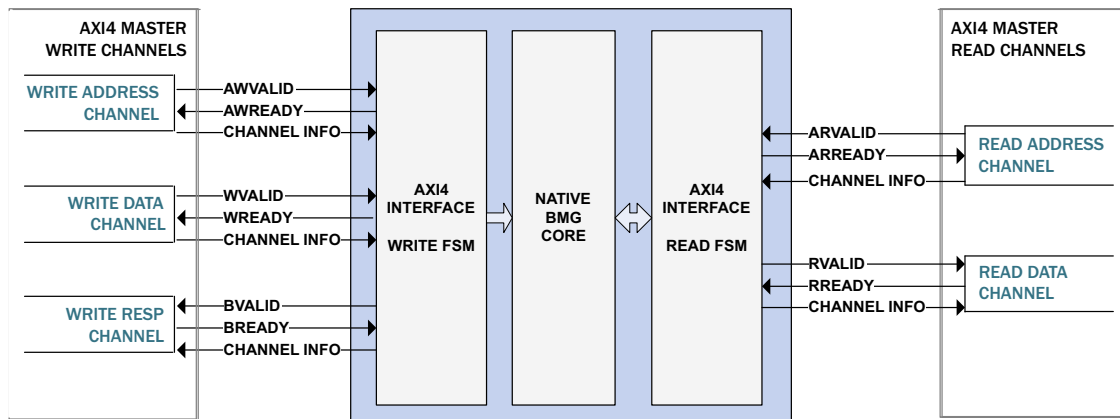 AXI4 MASTER
WRITE CHANNELS
WRITE ADDRESS
CHANNEL
AWVALID
AWREADY
CHANNEL INFO
WRITE DATA
CHANNEL
WVALID
WREADY
CHANNEL INFO
WRITE RESP
CHANNEL
BVALID
BREADY
CHANNEL INFO
AXI4
INTERFACE
WRITE FSM
NATIVE
BMG
CORE
AXI4
INTERFACE
READ FSM
AXI4 MASTER
READ CHANNELS
ARVALID
ARREADY
CHANNEL INFO
READ ADDRESS
CHANNEL
RVALID
RREADY
CHANNEL INFO
READ DATA
CHANNEL